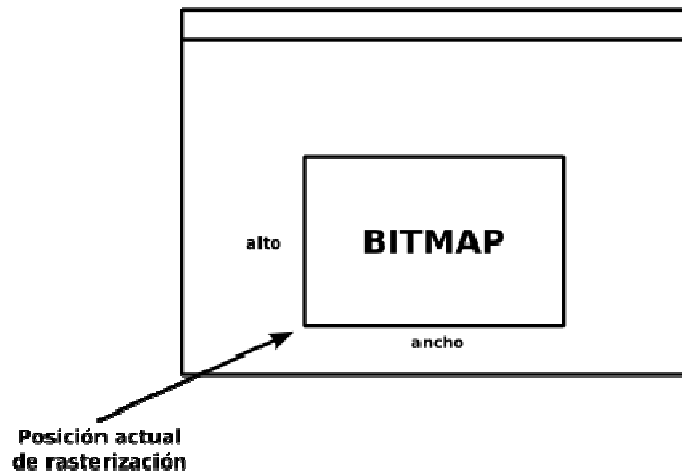 alto
BITMAP
ancho
Posición actual
de rasterización